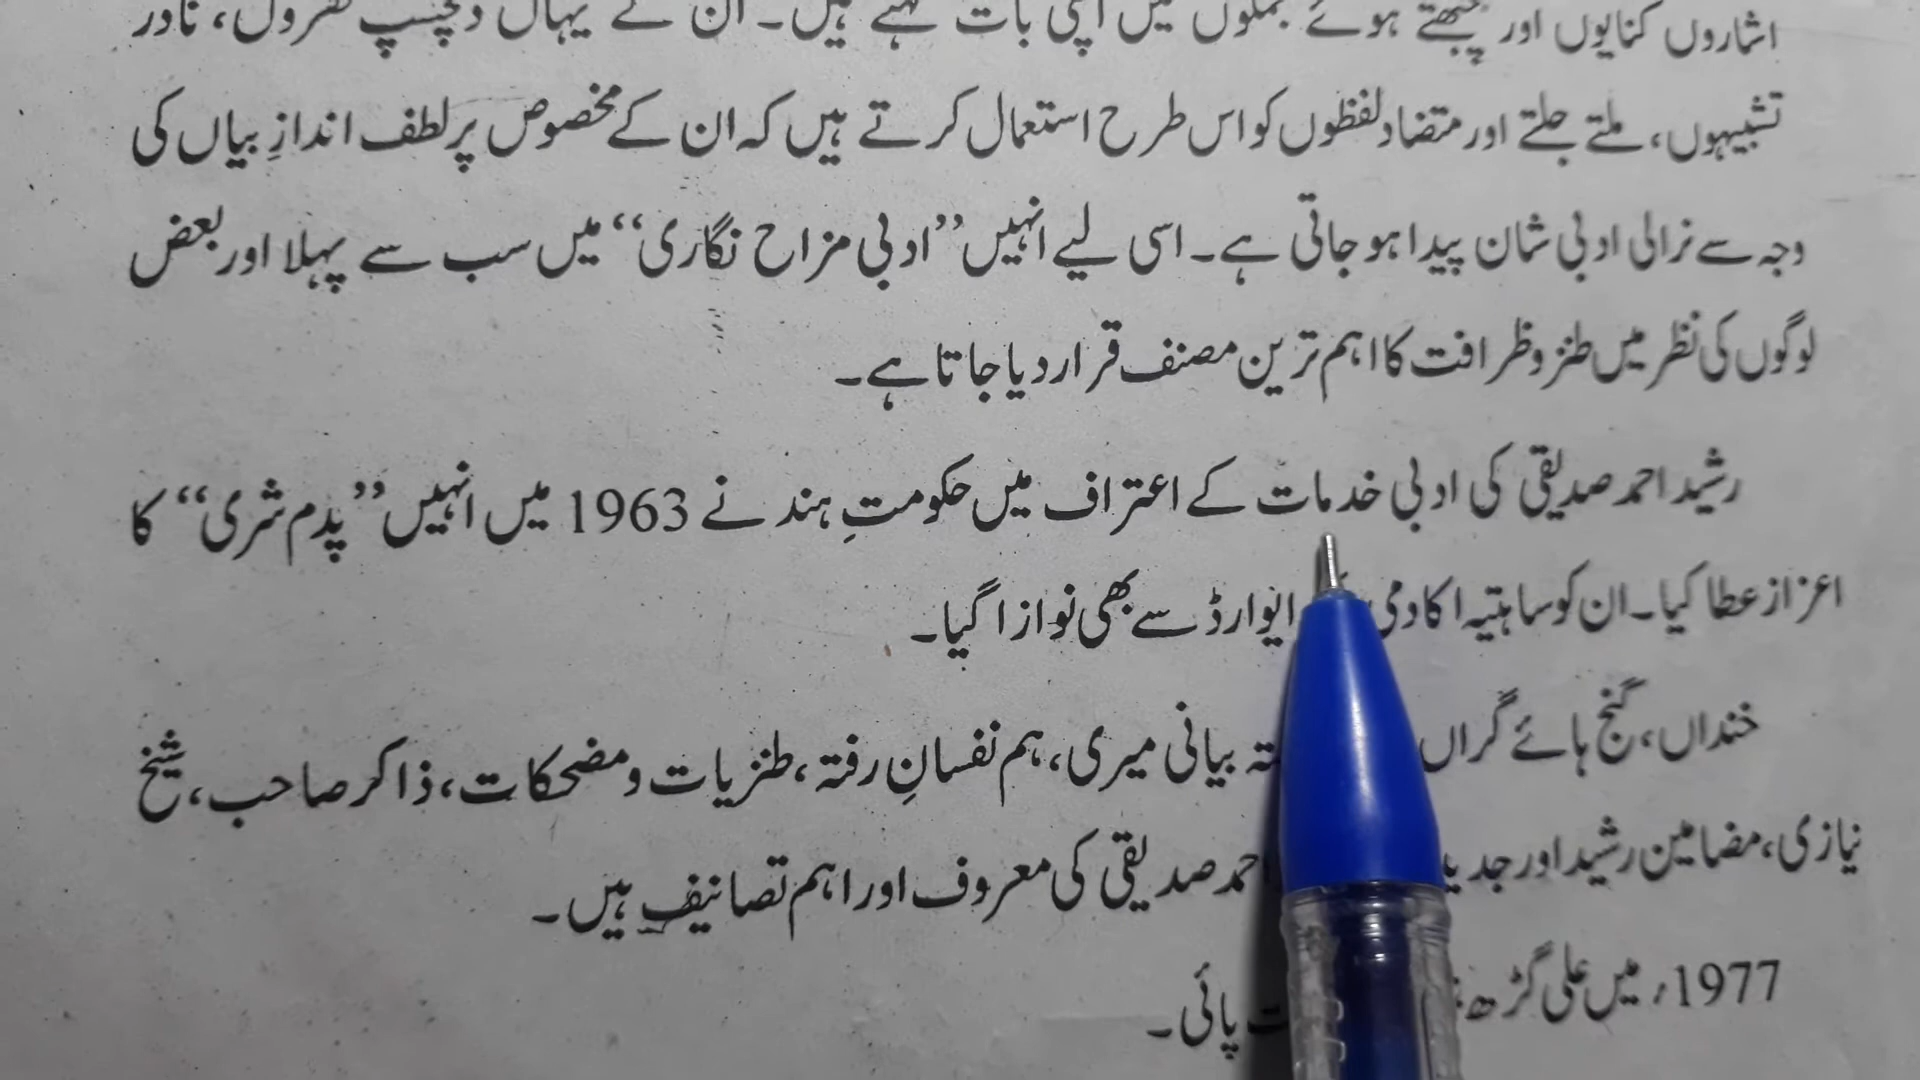 اشاروں کنایوں اور چبھتے ہوئے جملوں میں اپنی بات کہتے ہیں۔ ان کے یہاں دلچسپ فقروں، نادر
تشبیہوں، ملتے جلتے اور متضاد لفظوں کو اس طرح استعمال کرتے ہیں کہ ان کے مخصوص پر لطف اندازِ بیاں کی
وجہ سے نرالی ادبی شان پیدا ہو جاتی ہے۔ اسی لیے انہیں ”ادبی مزاح نگاری“ میں سب سے پہلا اور بعض
لوگوں کی نظر میں طنز و ظرافت کا اہم ترین مصنف قرار دیا جاتا ہے۔
رشید احمد صدیقی کی ادبی خدمات کے اعتراف میں حکومتِ ہند نے 1963 میں انہیں ”پدم شری“ کا
اعزاز عطا کیا۔ ان کو ساہتیہ اکادمی ایوارڈ سے بھی نوازا گیا۔
خنداں، گنج ہائے گراں بیانی میری، ہم نفسانِ رفتہ، طنزیات و مضحکات، ذاکر صاحب، شیخ
نیازی، مضامین رشید اور احمد صدیقی کی معروف اور اہم تصانیف ہیں۔
1977ء میں علی گڑھ پائی۔